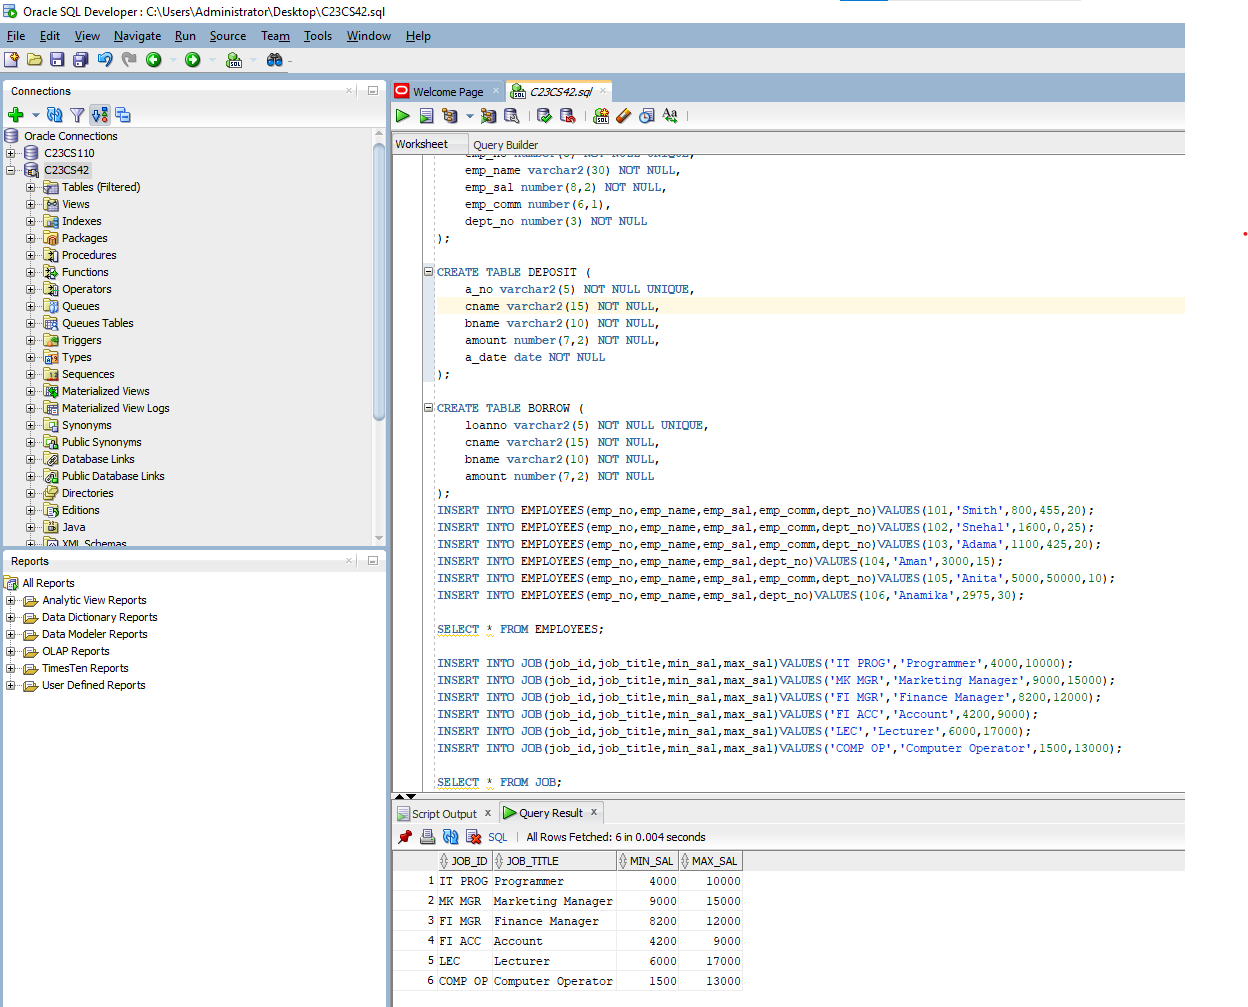 Oracle SQL Developer : C:\Users\Administrator\Desktop\C23CS42.sql
File Edit View Navigate Run Source Team Tools Window Help
Connections
Oracle Connections
C23CS110
C23CS42
Tables (Filtered)
Views
Indexes
Packages
Procedures
Functions
Operators
Queues
Queues Tables
Triggers
Types
Sequences
Materialized Views
Materialized View Logs
Synonyms
Public Synonyms
Database Links
Public Database Links
Directories
Editions
Java
XML Schemas
Reports
All Reports
Analytic View Reports
Data Dictionary Reports
Data Modeler Reports
OLAP Reports
TimesTen Reports
User Defined Reports
Welcome Page C23CS42.sql
Worksheet Query Builder
emp_name varchar2(30) NOT NULL,
emp_sal number(8,2) NOT NULL,
emp_comm number(6,1),
dept_no number(3) NOT NULL
);
CREATE TABLE DEPOSIT (
a_no varchar2(5) NOT NULL UNIQUE,
cname varchar2(15) NOT NULL,
bname varchar2(10) NOT NULL,
amount number(7,2) NOT NULL,
a_date date NOT NULL
);
CREATE TABLE BORROW (
loanno varchar2(5) NOT NULL UNIQUE,
cname varchar2(15) NOT NULL,
bname varchar2(10) NOT NULL,
amount number(7,2) NOT NULL
);
INSERT INTO EMPLOYEES(emp_no,emp_name,emp_sal,emp_comm,dept_no)VALUES(101,'Smith',800,455,20);
INSERT INTO EMPLOYEES(emp_no,emp_name,emp_sal,emp_comm,dept_no)VALUES(102,'Snehal',1600,0,25);
INSERT INTO EMPLOYEES(emp_no,emp_name,emp_sal,emp_comm,dept_no)VALUES(103,'Adama',1100,425,20);
INSERT INTO EMPLOYEES(emp_no,emp_name,emp_sal,dept_no)VALUES(104,'Aman',3000,15);
INSERT INTO EMPLOYEES(emp_no,emp_name,emp_sal,emp_comm,dept_no)VALUES(105,'Anita',5000,50000,10);
INSERT INTO EMPLOYEES(emp_no,emp_name,emp_sal,dept_no)VALUES(106,'Anamika',2975,30);
SELECT * FROM EMPLOYEES;
INSERT INTO JOB(job_id,job_title,min_sal,max_sal)VALUES('IT PROG','Programmer',4000,10000);
INSERT INTO JOB(job_id,job_title,min_sal,max_sal)VALUES('MK MGR','Marketing Manager',9000,15000);
INSERT INTO JOB(job_id,job_title,min_sal,max_sal)VALUES('FI MGR','Finance Manager',8200,12000);
INSERT INTO JOB(job_id,job_title,min_sal,max_sal)VALUES('FI ACC','Account',4200,9000);
INSERT INTO JOB(job_id,job_title,min_sal,max_sal)VALUES('LEC','Lecturer',6000,17000);
INSERT INTO JOB(job_id,job_title,min_sal,max_sal)VALUES('COMP OP','Computer Operator',1500,13000);
SELECT * FROM JOB;
Script Output Query Result
SQL All Rows Fetched: 6 in 0.004 seconds
JOB_ID JOB_TITLE MIN_SAL MAX_SAL
1 IT PROG Programmer 4000 10000
2 MK MGR Marketing Manager 9000 15000
3 FI MGR Finance Manager 8200 12000
4 FI ACC Account 4200 9000
5 LEC Lecturer 6000 17000
6 COMP OP Computer Operator 1500 13000